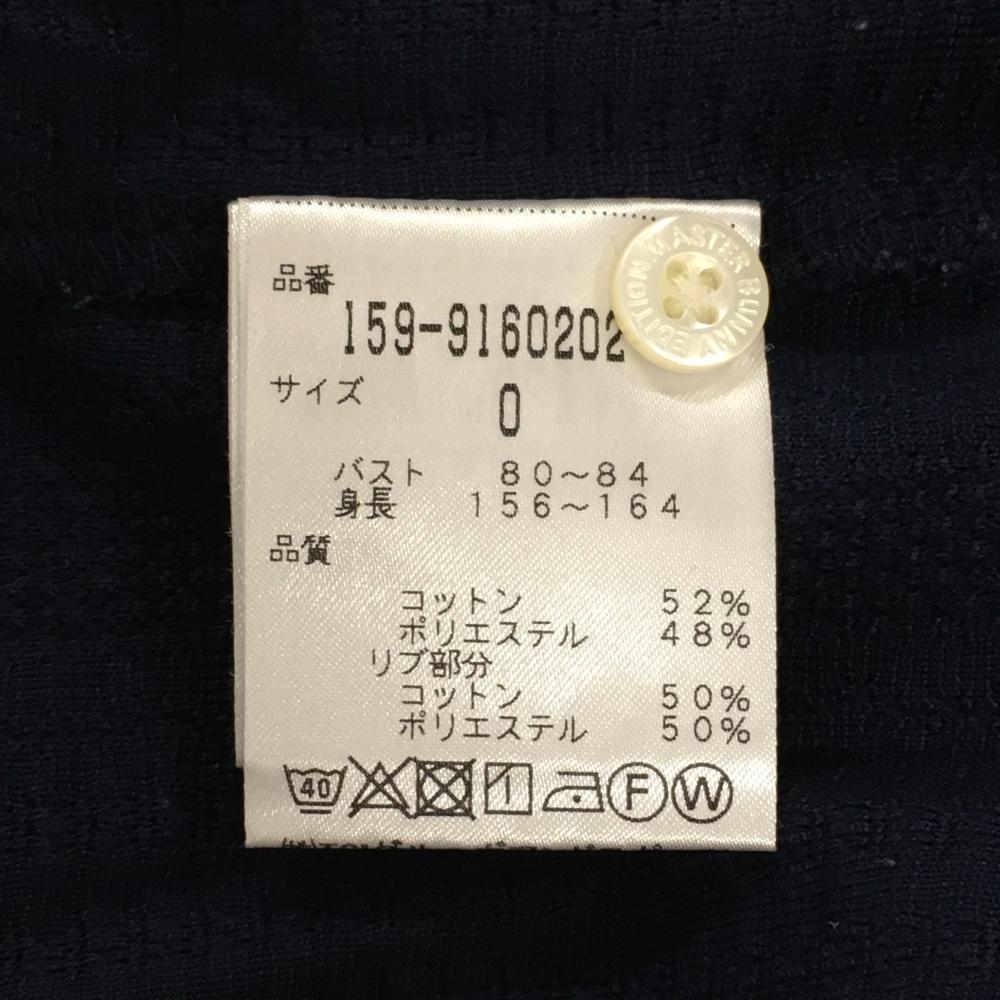 品番
159-9160202
MASTER BUNNY EDITION.
サイズ
0
バスト 80~84
身長 156~164
品質
コットン 52%
ポリエステル 48%
リブ部分
コットン 50%
ポリエステル 50%
40 F W